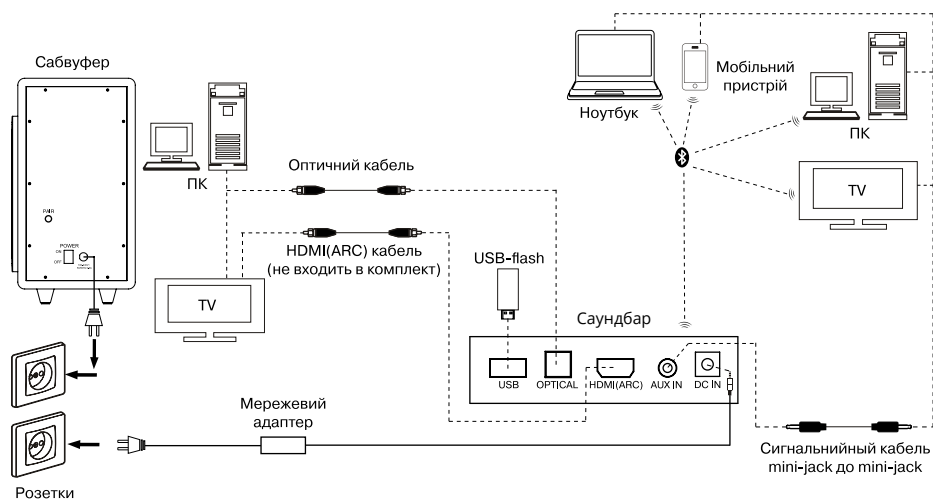 Сабвуфер
PAIR
POWER
ON
OFF
ПК
Оптичний кабель
HDMI(ARC) кабель
(не входить в комплект)
TV
USB-flash
Ноутбук
Мобільний
пристрій
ПК
TV
Саундбар
USB
OPTICAL
HDMI(ARC)
AUX IN
DC IN
Мережевий
адаптер
Сигнальнийный кабель
mini-jack до mini-jack
Розетки